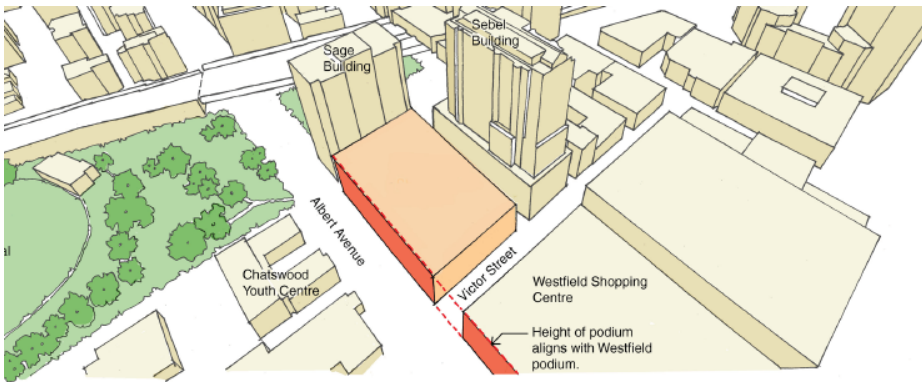 Sebel
Building
Sage
Building
Albert Avenue
Victor Street
Chatswood
Youth Centre
Westfield Shopping
Centre
Height of podium
aligns with Westfield
podium.